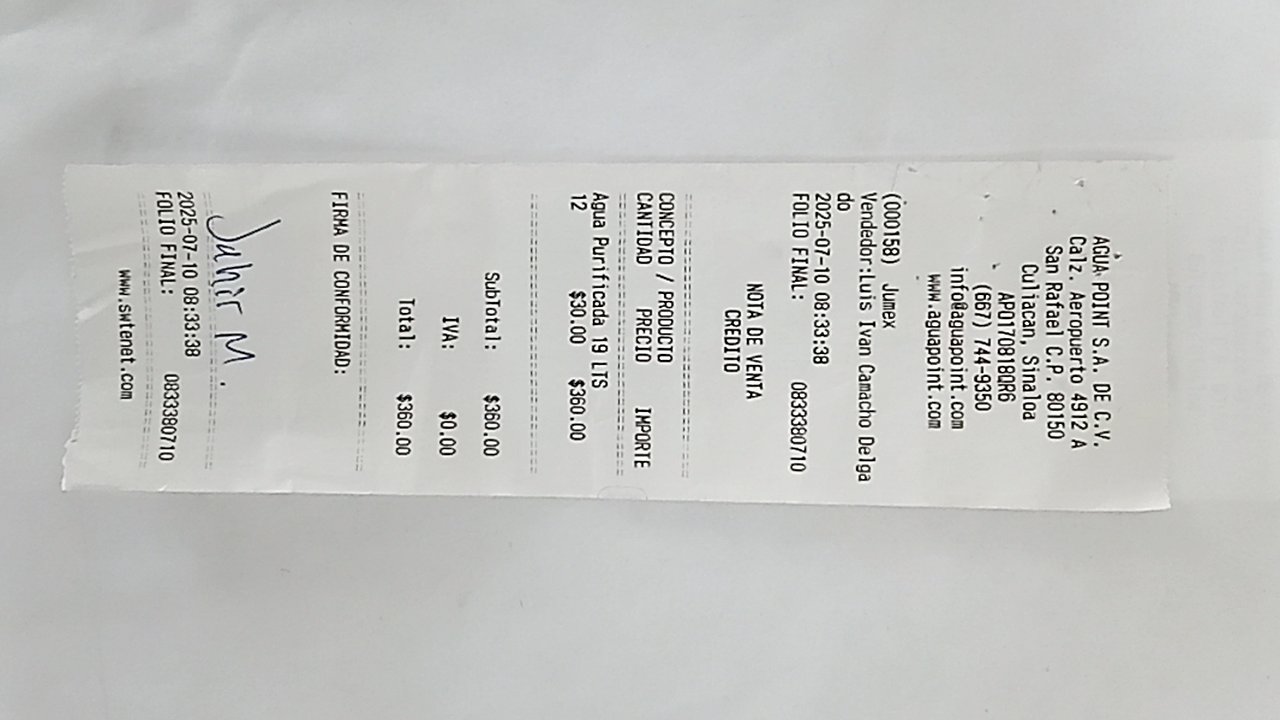 AGUA POINT S.A. DE C.V.
Calz. Aeropuerto 4912 A
San Rafael C.P. 80150
Culiacan, Sinaloa
APO170818QR6
(667) 744-9350
info@aguapoint.com
www.aguapoint.com
(000158) Jumex
Vendedor:Luis Ivan Camacho Delga
do
2025-07-10 08:33:38
FOLIO FINAL: 0833380710
NOTA DE VENTA
CREDITO
CONCEPTO / PRODUCTO
CANTIDAD PRECIO IMPORTE
Agua Purificada 19 LTS
12 $30.00 $360.00
SubTotal: $360.00
IVA: $0.00
Total: $360.00
FIRMA DE CONFORMIDAD:
Jahir M.
2025-07-10 08:33:38
FOLIO FINAL: 0833380710
www.smtenet.com